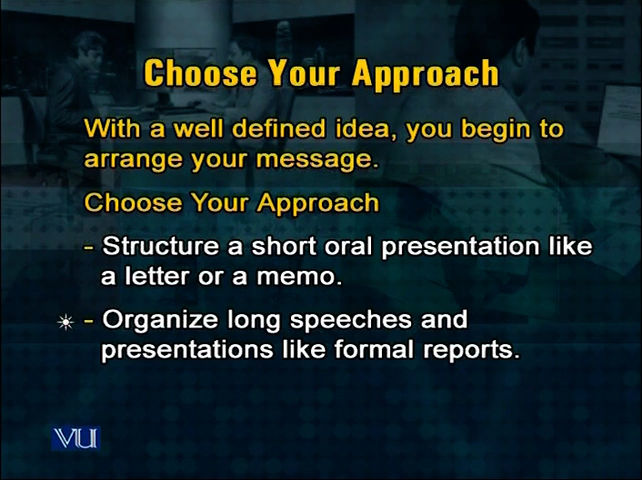 Choose Your Approach
With a well defined idea, you begin to
arrange your message.
Choose Your Approach
- Structure a short oral presentation like
a letter or a memo.
- Organize long speeches and
presentations like formal reports.
VU